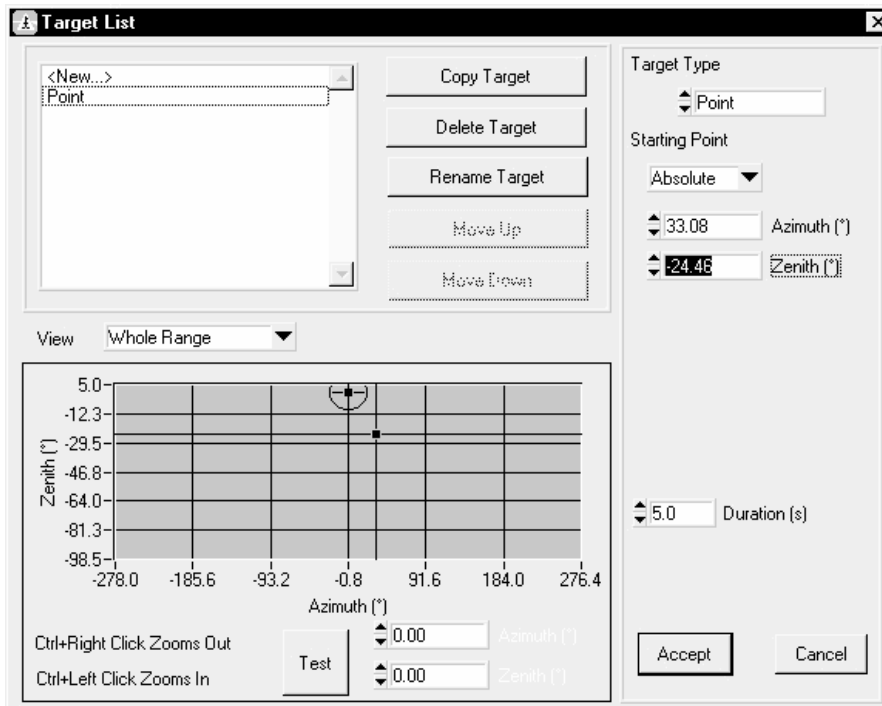 Target List
<New...>
Point
Copy Target
Delete Target
Rename Target
Move Up
Move Down
Target Type
Point
Starting Point
Absolute
33.08 Azimuth (°)
-24.46 Zenith (°)
5.0 Duration (s)
View Whole Range
5.0
-12.3
-29.5
-46.8
-64.0
-81.3
-98.5
Zenith (°)
-278.0 -185.6 -93.2 -0.8 91.6 184.0 276.4
Azimuth (°)
Ctrl+Right Click Zooms Out
Ctrl+Left Click Zooms In
Test
0.00 Azimuth (°)
0.00 Zenith (°)
Accept
Cancel